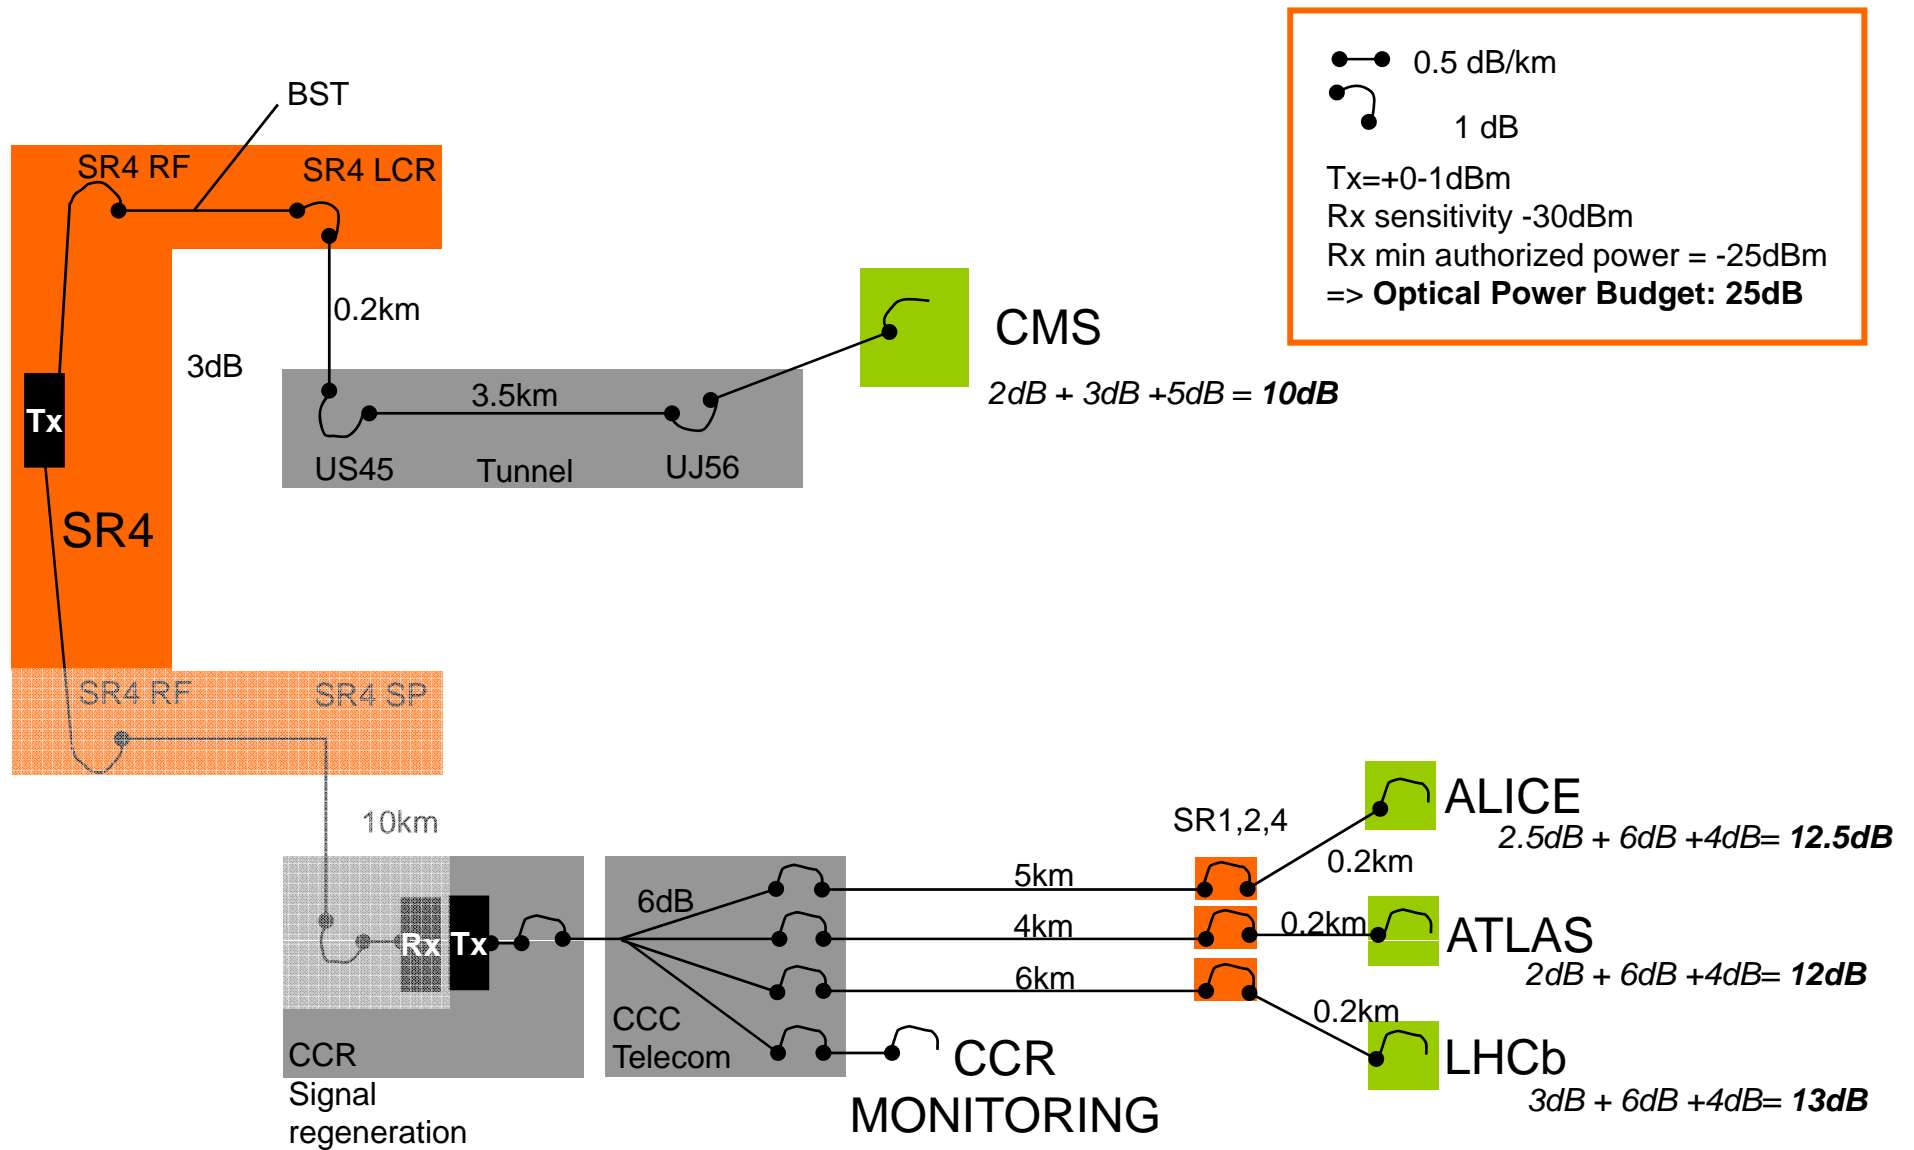 0.5 dB/km
1 dB
Tx=+0-1dBm
Rx sensitivity -30dBm
Rx min authorized power = -25dBm
=> Optical Power Budget: 25dB
BST
SR4 RF
SR4 LCR
0.2km
3dB
CMS
2dB + 3dB +5dB = 10dB
3.5km
Tx
US45
Tunnel
UJ56
SR4
SR4 RF
SR4 SP
10km
SR1,2,4
ALICE
2.5dB + 6dB +4dB= 12.5dB
0.2km
5km
6dB
4km
0.2km
ATLAS
2dB + 6dB +4dB= 12dB
Rx
Tx
6km
0.2km
CCC
Telecom
CCR
MONITORING
LHCb
3dB + 6dB +4dB= 13dB
CCR
Signal
regeneration